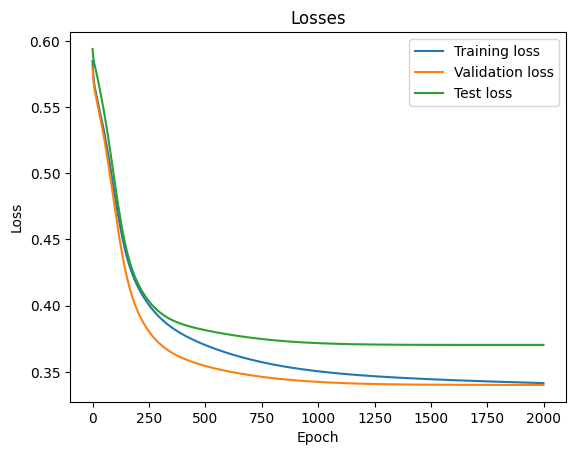 Losses
Training loss
Validation loss
Test loss
0.60
0.55
0.50
0.45
0.40
0.35
Loss
0
250
500
750
1000
1250
1500
1750
2000
Epoch